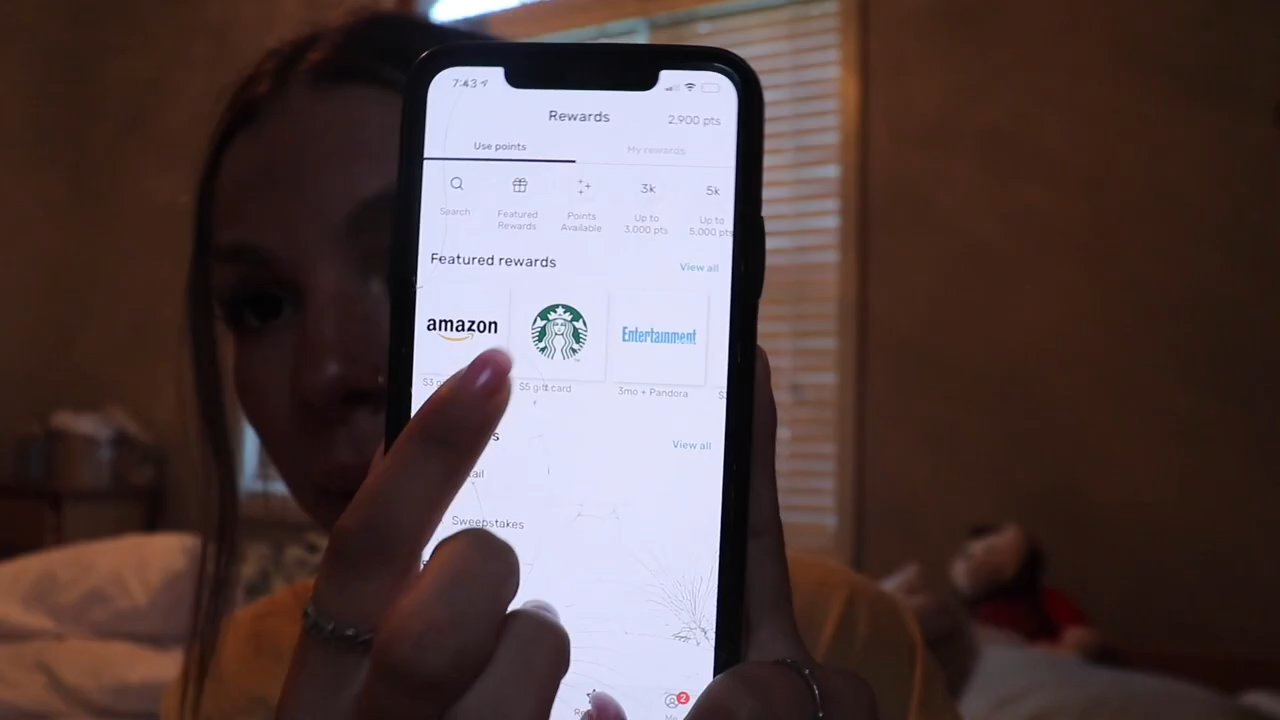 7:43
Rewards
2,900 pts
Use points
My rewards
3k
5k
Search
Featured Rewards
Points Available
Up to 3,000 pts
Up to 5,000 pts
Featured rewards
View all
amazon
Entertainment
$3
$5 gift card
3mo + Pandora
View all
Sweepstakes
2